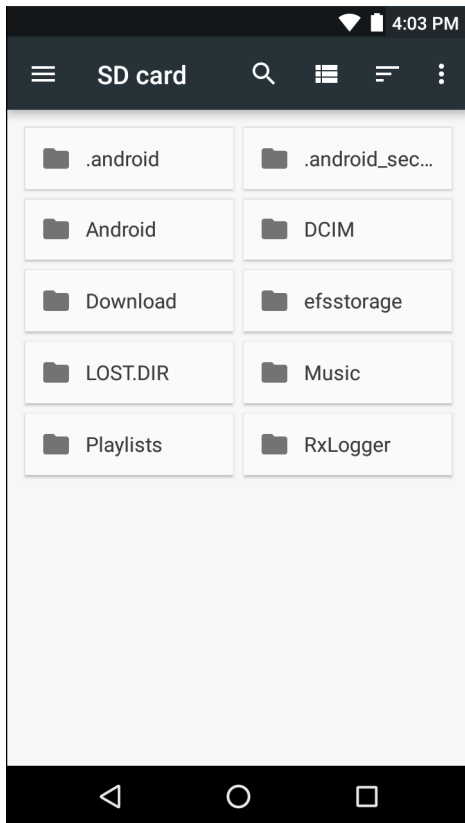 4:03 PM
SD card
.android
.android_sec...
Android
DCIM
Download
efsstorage
LOST.DIR
Music
Playlists
RxLogger